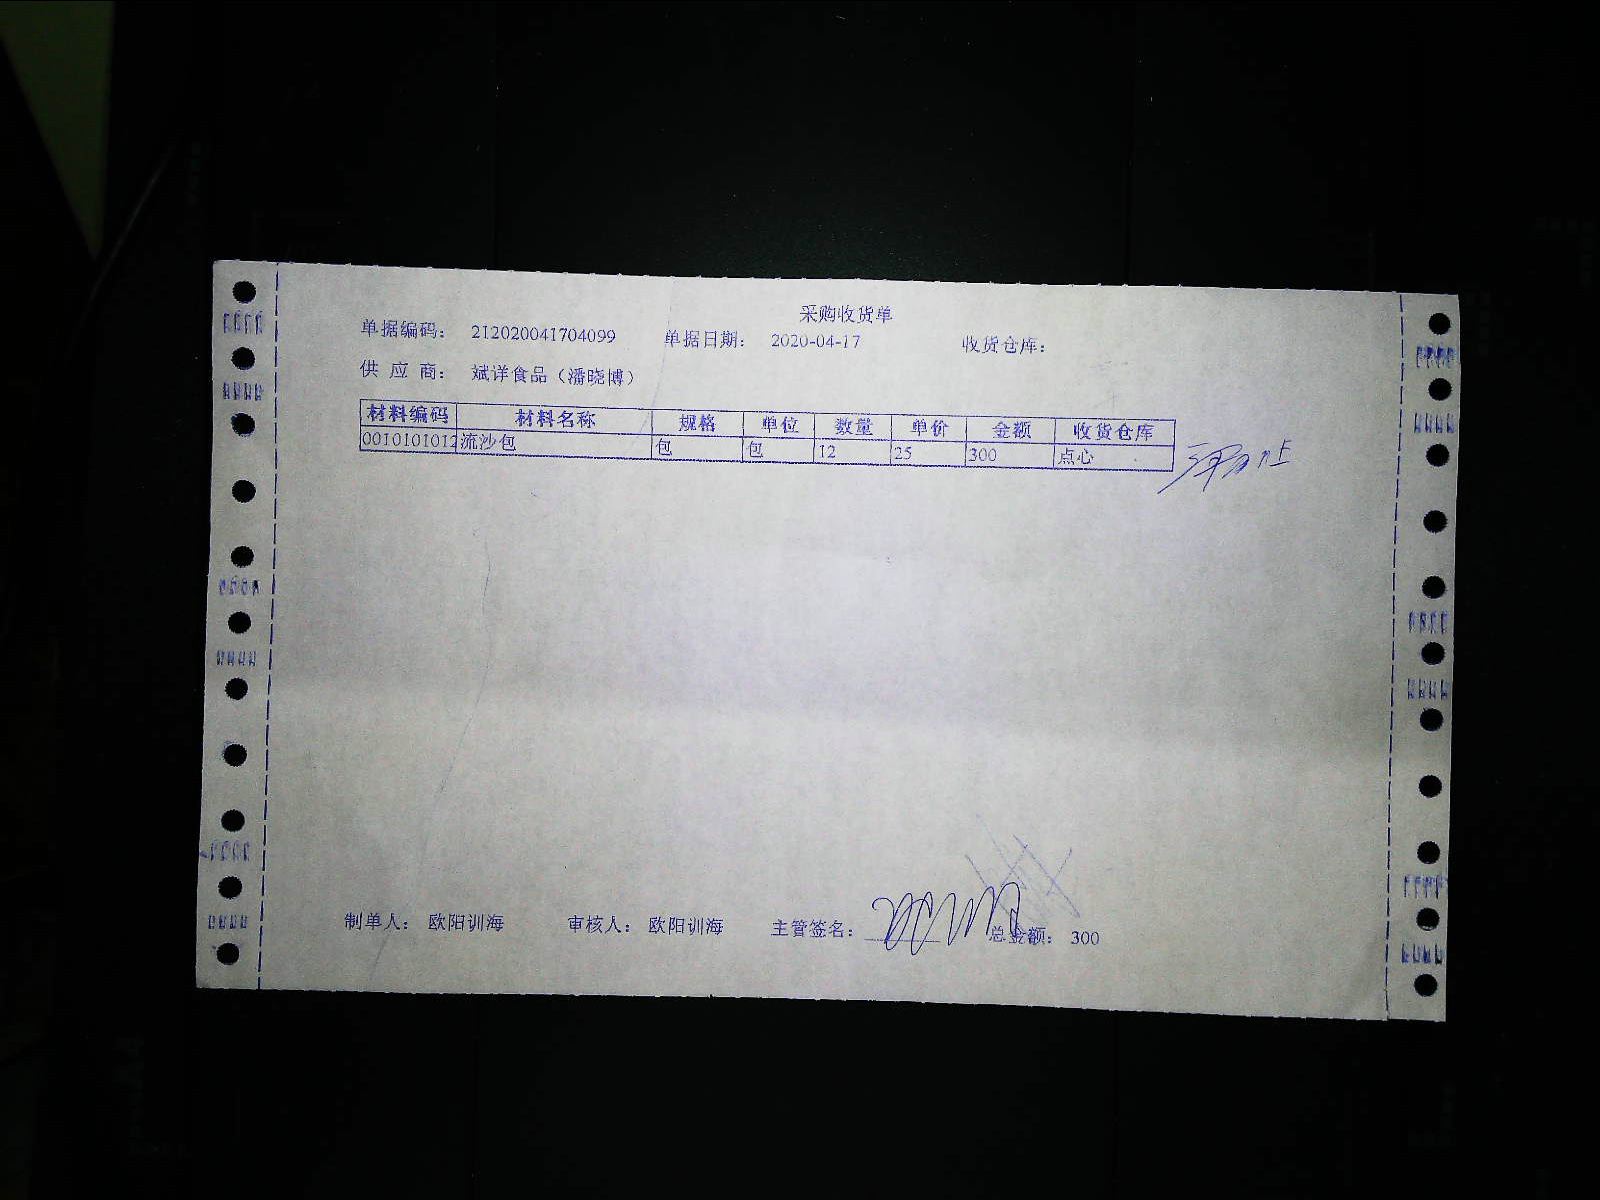 采购收货单
单据编码： 212020041704099 单据日期： 2020-04-17 收货仓库：
供 应 商： 斌详食品（潘晓博）
材料编码 材料名称 规格 单位 数量 单价 金额 收货仓库
0010101012 流沙包 包 包 12 25 300 点心
制单人： 欧阳训海 审核人： 欧阳训海 主管签名： 总金额： 300